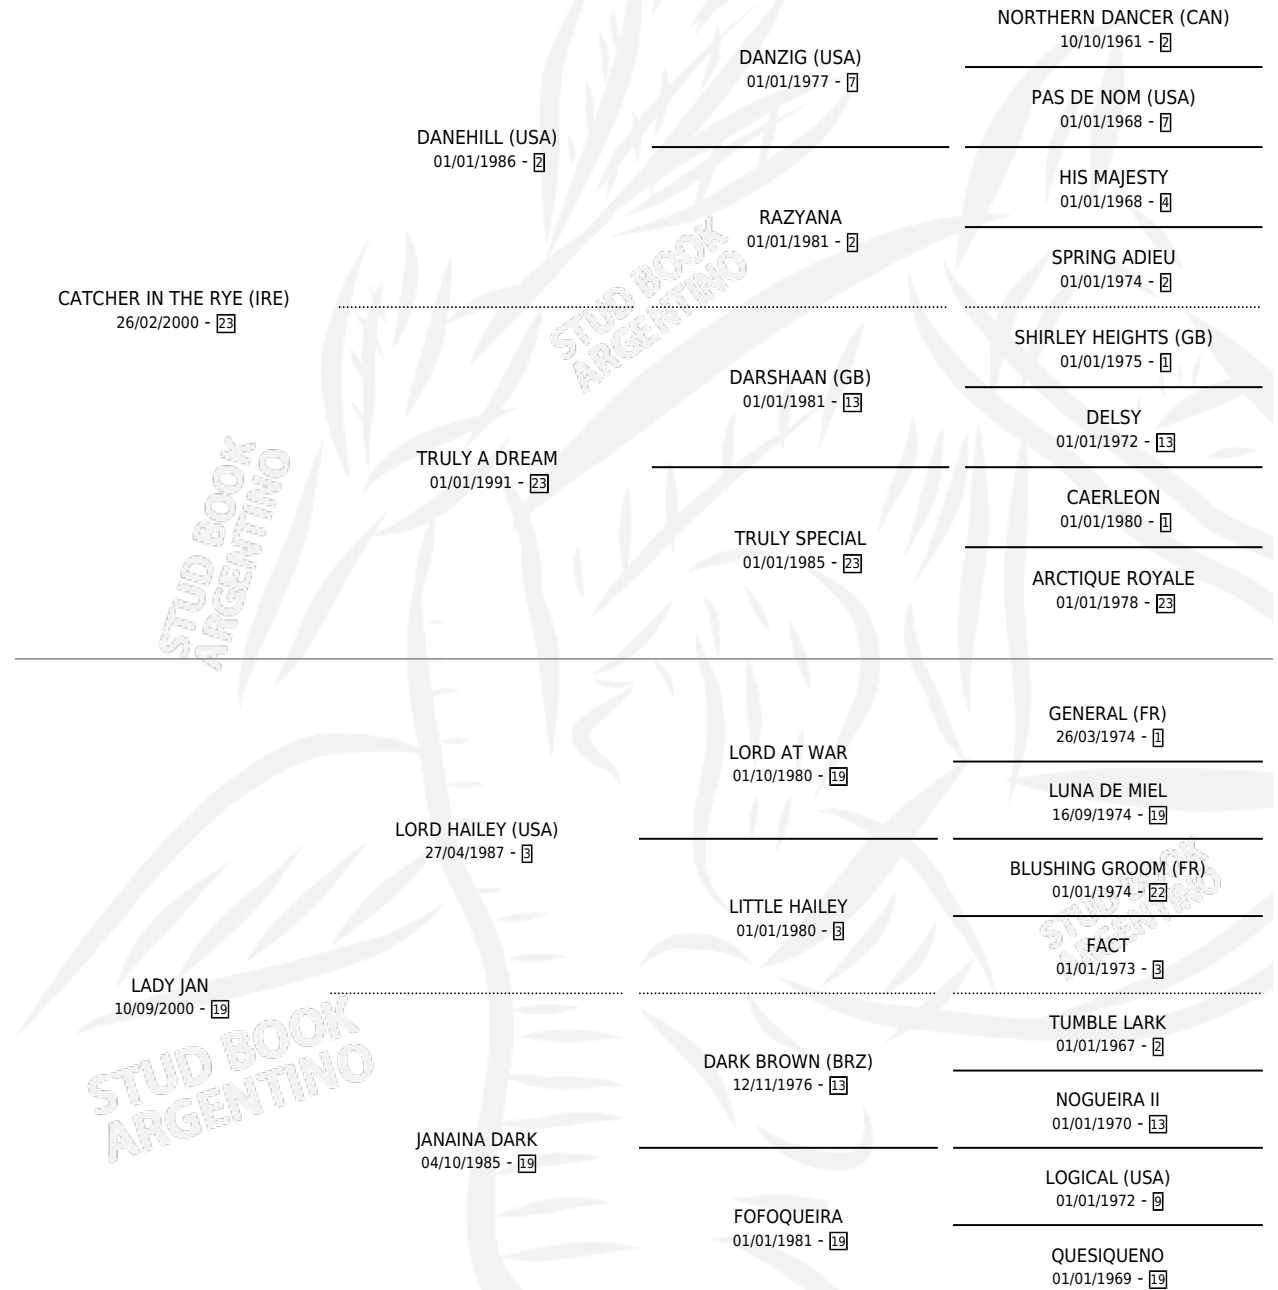 NORTHERN DANCER (CAN)
10/10/1961 - 2
DANZIG (USA)
01/01/1977 - 7
PAS DE NOM (USA)
01/01/1968 - 7
DANEHILL (USA)
01/01/1986 - 2
HIS MAJESTY
01/01/1968 - 4
RAZYANA
01/01/1981 - 2
SPRING ADIEU
01/01/1974 - 2
CATCHER IN THE RYE (IRE)
26/02/2000 - 23
STUD BOOK
ARGENTINO
SHIRLEY HEIGHTS (GB)
01/01/1975 - 1
DARSHAAN (GB)
01/01/1981 - 13
DELSY
01/01/1972 - 13
TRULY A DREAM
01/01/1991 - 23
CAERLEON
01/01/1980 - 1
TRULY SPECIAL
01/01/1985 - 23
ARCTIQUE ROYALE
01/01/1978 - 23
STUD BOOK
ARGENTINO
GENERAL (FR)
26/03/1974 - 1
LORD AT WAR
01/10/1980 - 19
LUNA DE MIEL
16/09/1974 - 19
LORD HAILEY (USA)
27/04/1987 - 3
BLUSHING GROOM (FR)
01/01/1974 - 22
LITTLE HAILEY
01/01/1980 - 3
STUD BOOK
ARGENTINO
FACT
01/01/1973 - 3
LADY JAN
10/09/2000 - 19
TUMBLE LARK
01/01/1967 - 2
DARK BROWN (BRZ)
12/11/1976 - 13
STUD BOOK
ARGENTINO
NOGUEIRA II
01/01/1970 - 13
JANAINA DARK
04/10/1985 - 19
LOGICAL (USA)
01/01/1972 - 9
FOFOQUEIRA
01/01/1981 - 19
QUESIQUENO
01/01/1969 - 19